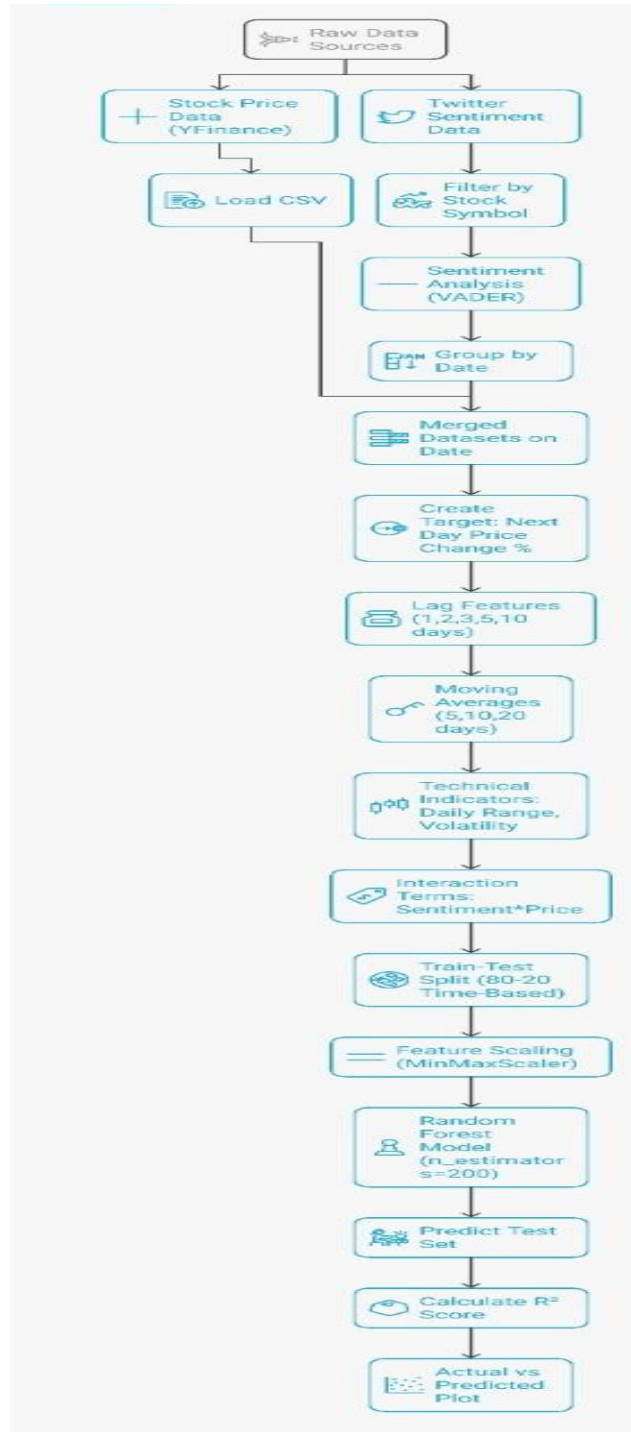 Raw Data
Sources
Stock Price
Data
(YFinance)
Twitter
Sentiment
Data
Load CSV
Filter by
Stock
Symbol
Sentiment
Analysis
(VADER)
Group by
Date
Merged
Datasets on
Date
Create
Target: Next
Day Price
Change %
Lag Features
(1,2,3,5,10
days)
Moving
Averages
(5,10,20
days)
Technical
Indicators:
Daily Range,
Volatility
Interaction
Terms:
Sentiment*Price
Train-Test
Split (80-20
Time-Based)
Feature Scaling
(MinMaxScaler)
Random
Forest
Model
(n_estimator
s=200)
Predict Test
Set
Calculate R²
Score
Actual vs
Predicted
Plot